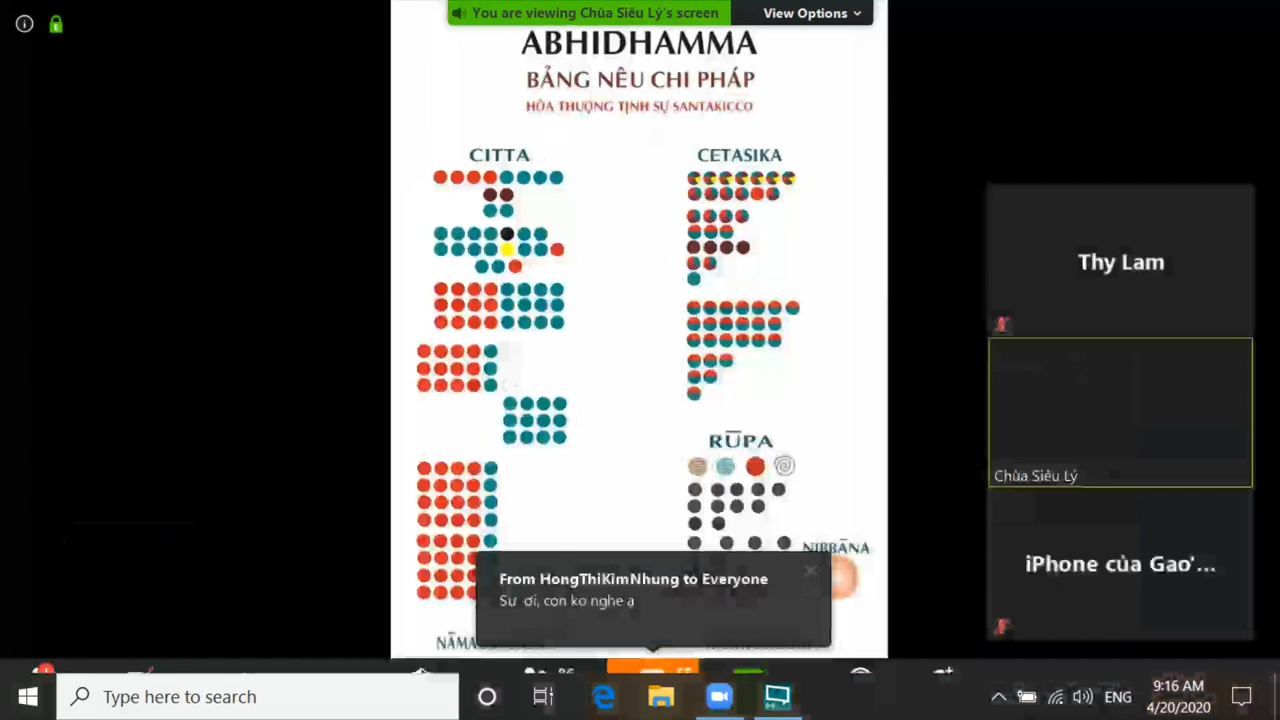 You are viewing Chùa Siêu Lý's screen
View Options
ABHIDHAMMA
BẢNG NÊU CHI PHÁP
HÒA THƯỢNG TỊNH SỰ SANTAKICCO
CITTA
CETASIKA
RŪPA
NIBBĀNA
Thy Lam
Chùa Siêu Lý
iPhone của Gao'...
From HongThiKimNhung to Everyone
Sư ơi, con ko nghe ạ
Type here to search
ENG
9:16 AM
4/20/2020